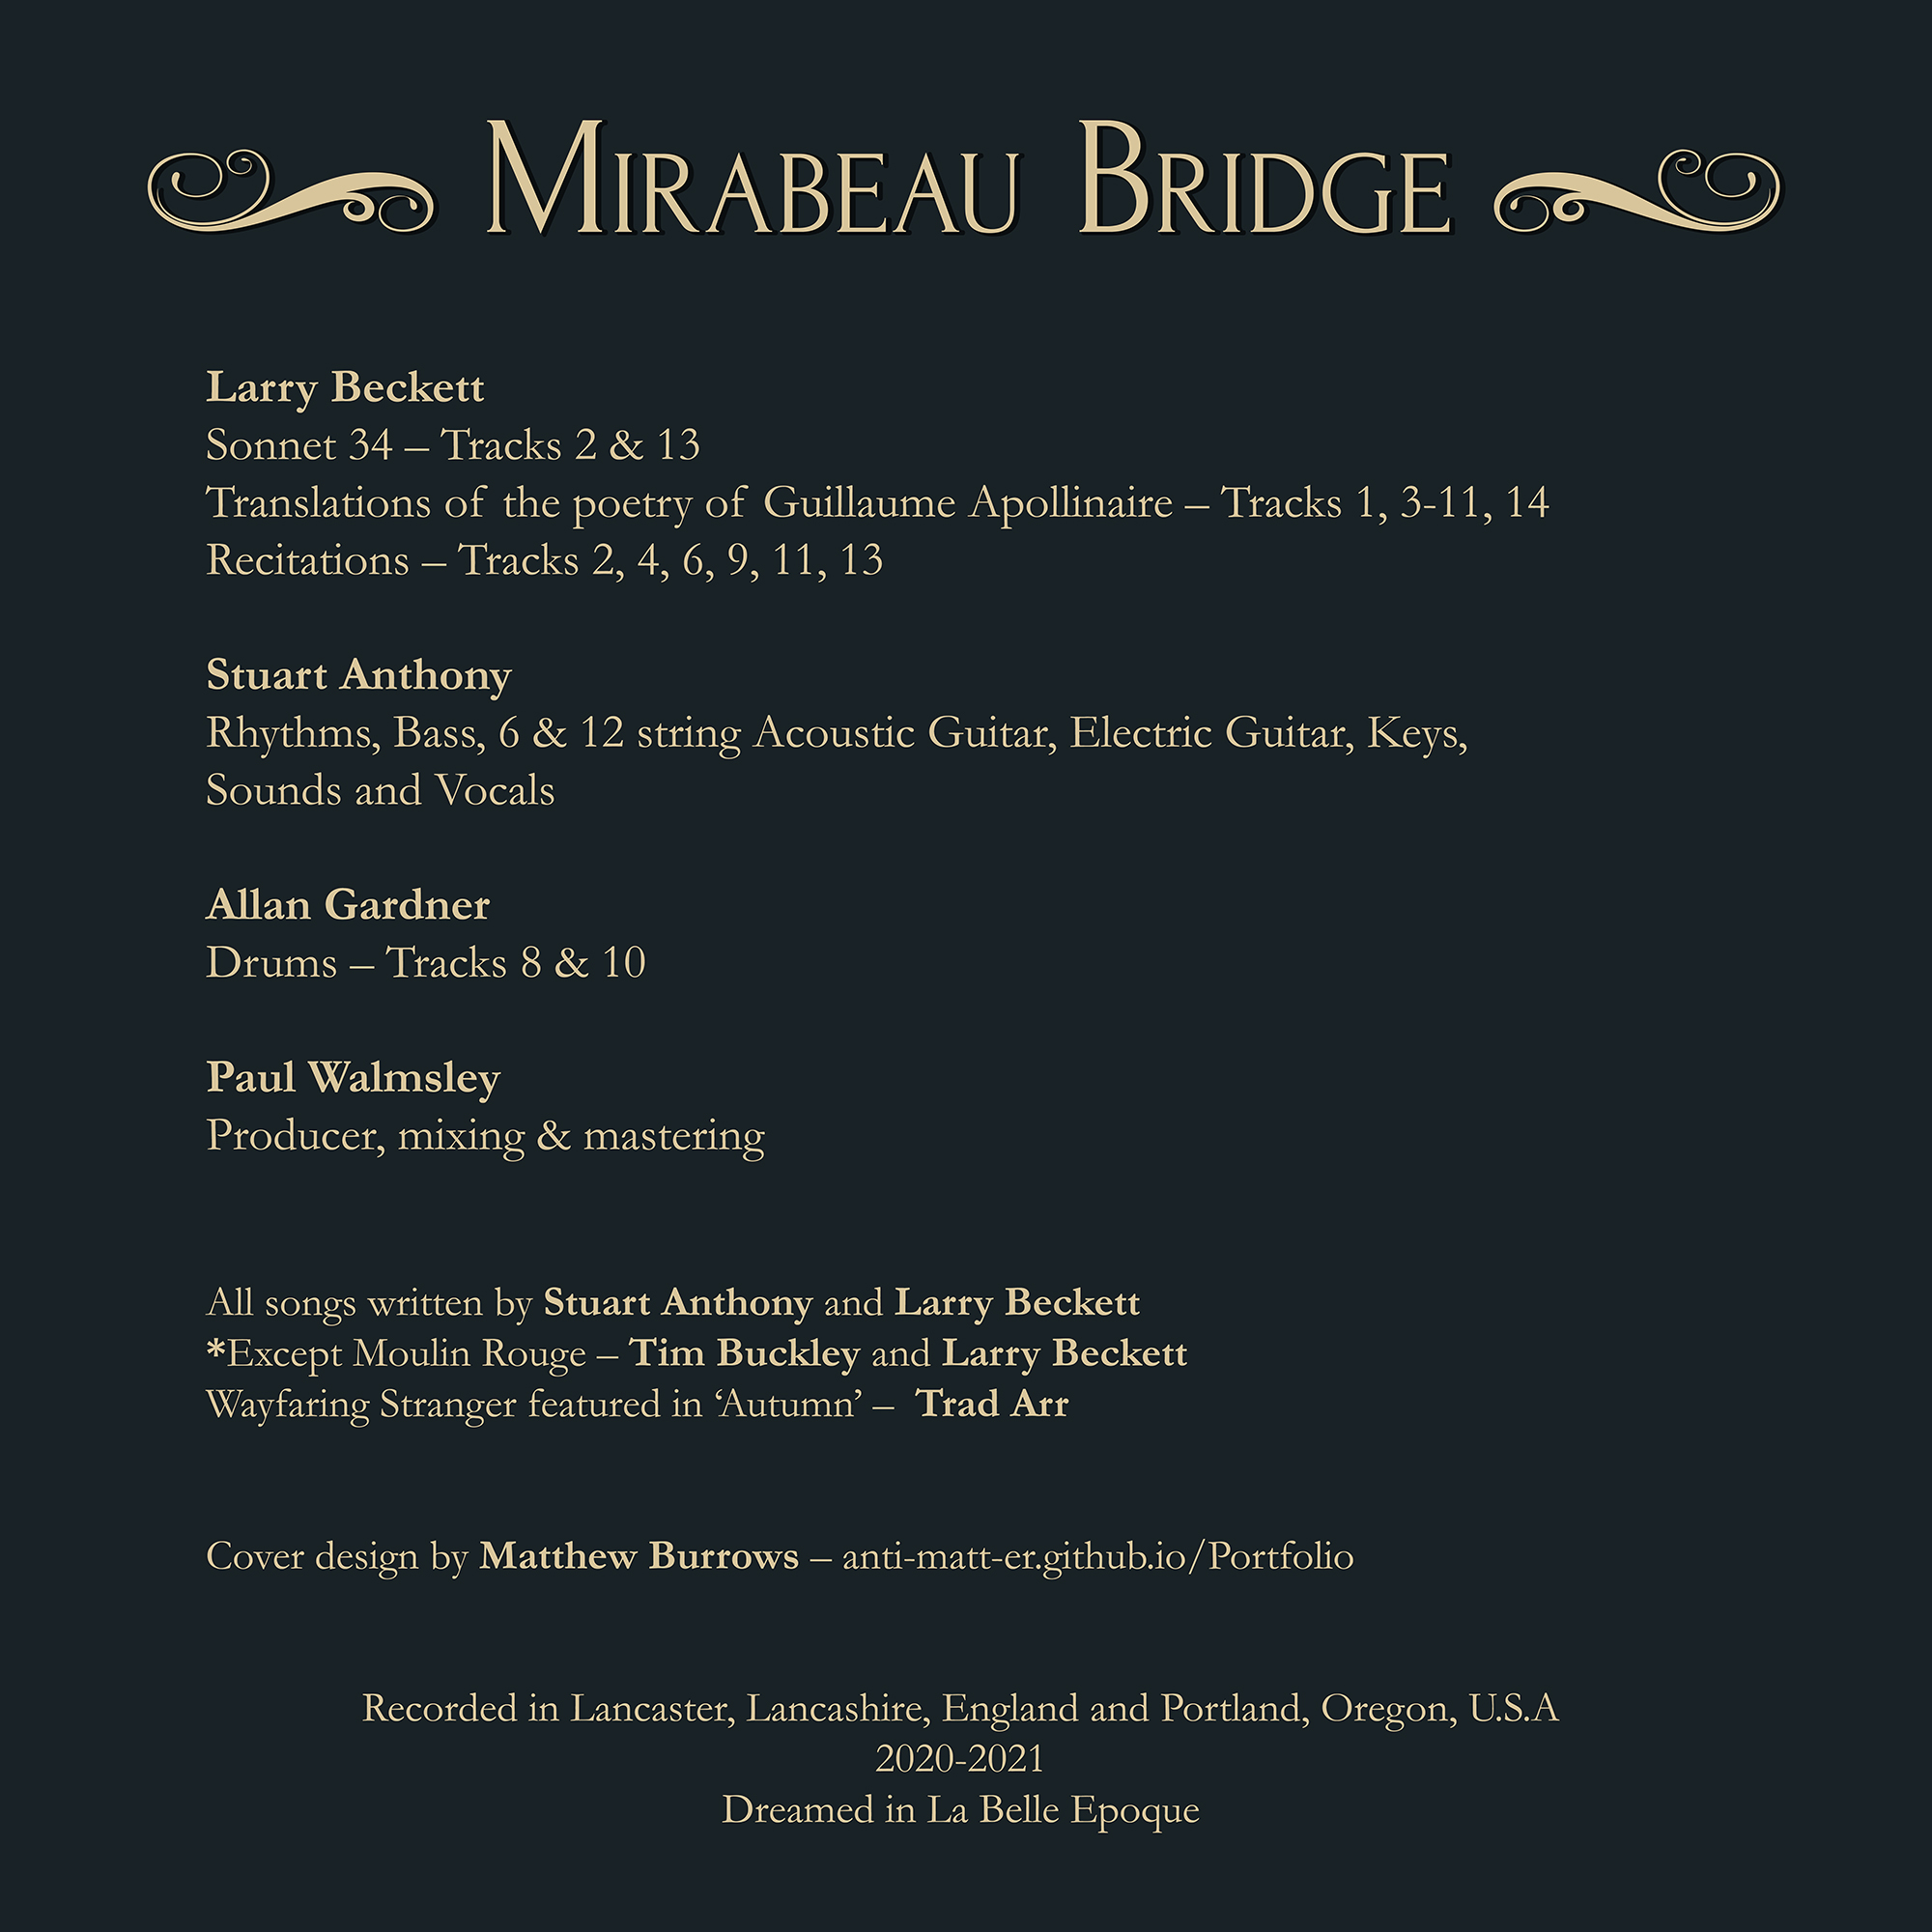 Mirabeau Bridge
Larry Beckett
Sonnet 34 – Tracks 2 & 13
Translations of the poetry of Guillaume Apollinaire – Tracks 1, 3-11, 14
Recitations – Tracks 2, 4, 6, 9, 11, 13
Stuart Anthony
Rhythms, Bass, 6 & 12 string Acoustic Guitar, Electric Guitar, Keys,
Sounds and Vocals
Allan Gardner
Drums – Tracks 8 & 10
Paul Walmsley
Producer, mixing & mastering
All songs written by Stuart Anthony and Larry Beckett
*Except Moulin Rouge – Tim Buckley and Larry Beckett
Wayfaring Stranger featured in ‘Autumn’ – Trad Arr
Cover design by Matthew Burrows – anti-matt-er.github.io/Portfolio
Recorded in Lancaster, Lancashire, England and Portland, Oregon, U.S.A
2020-2021
Dreamed in La Belle Epoque